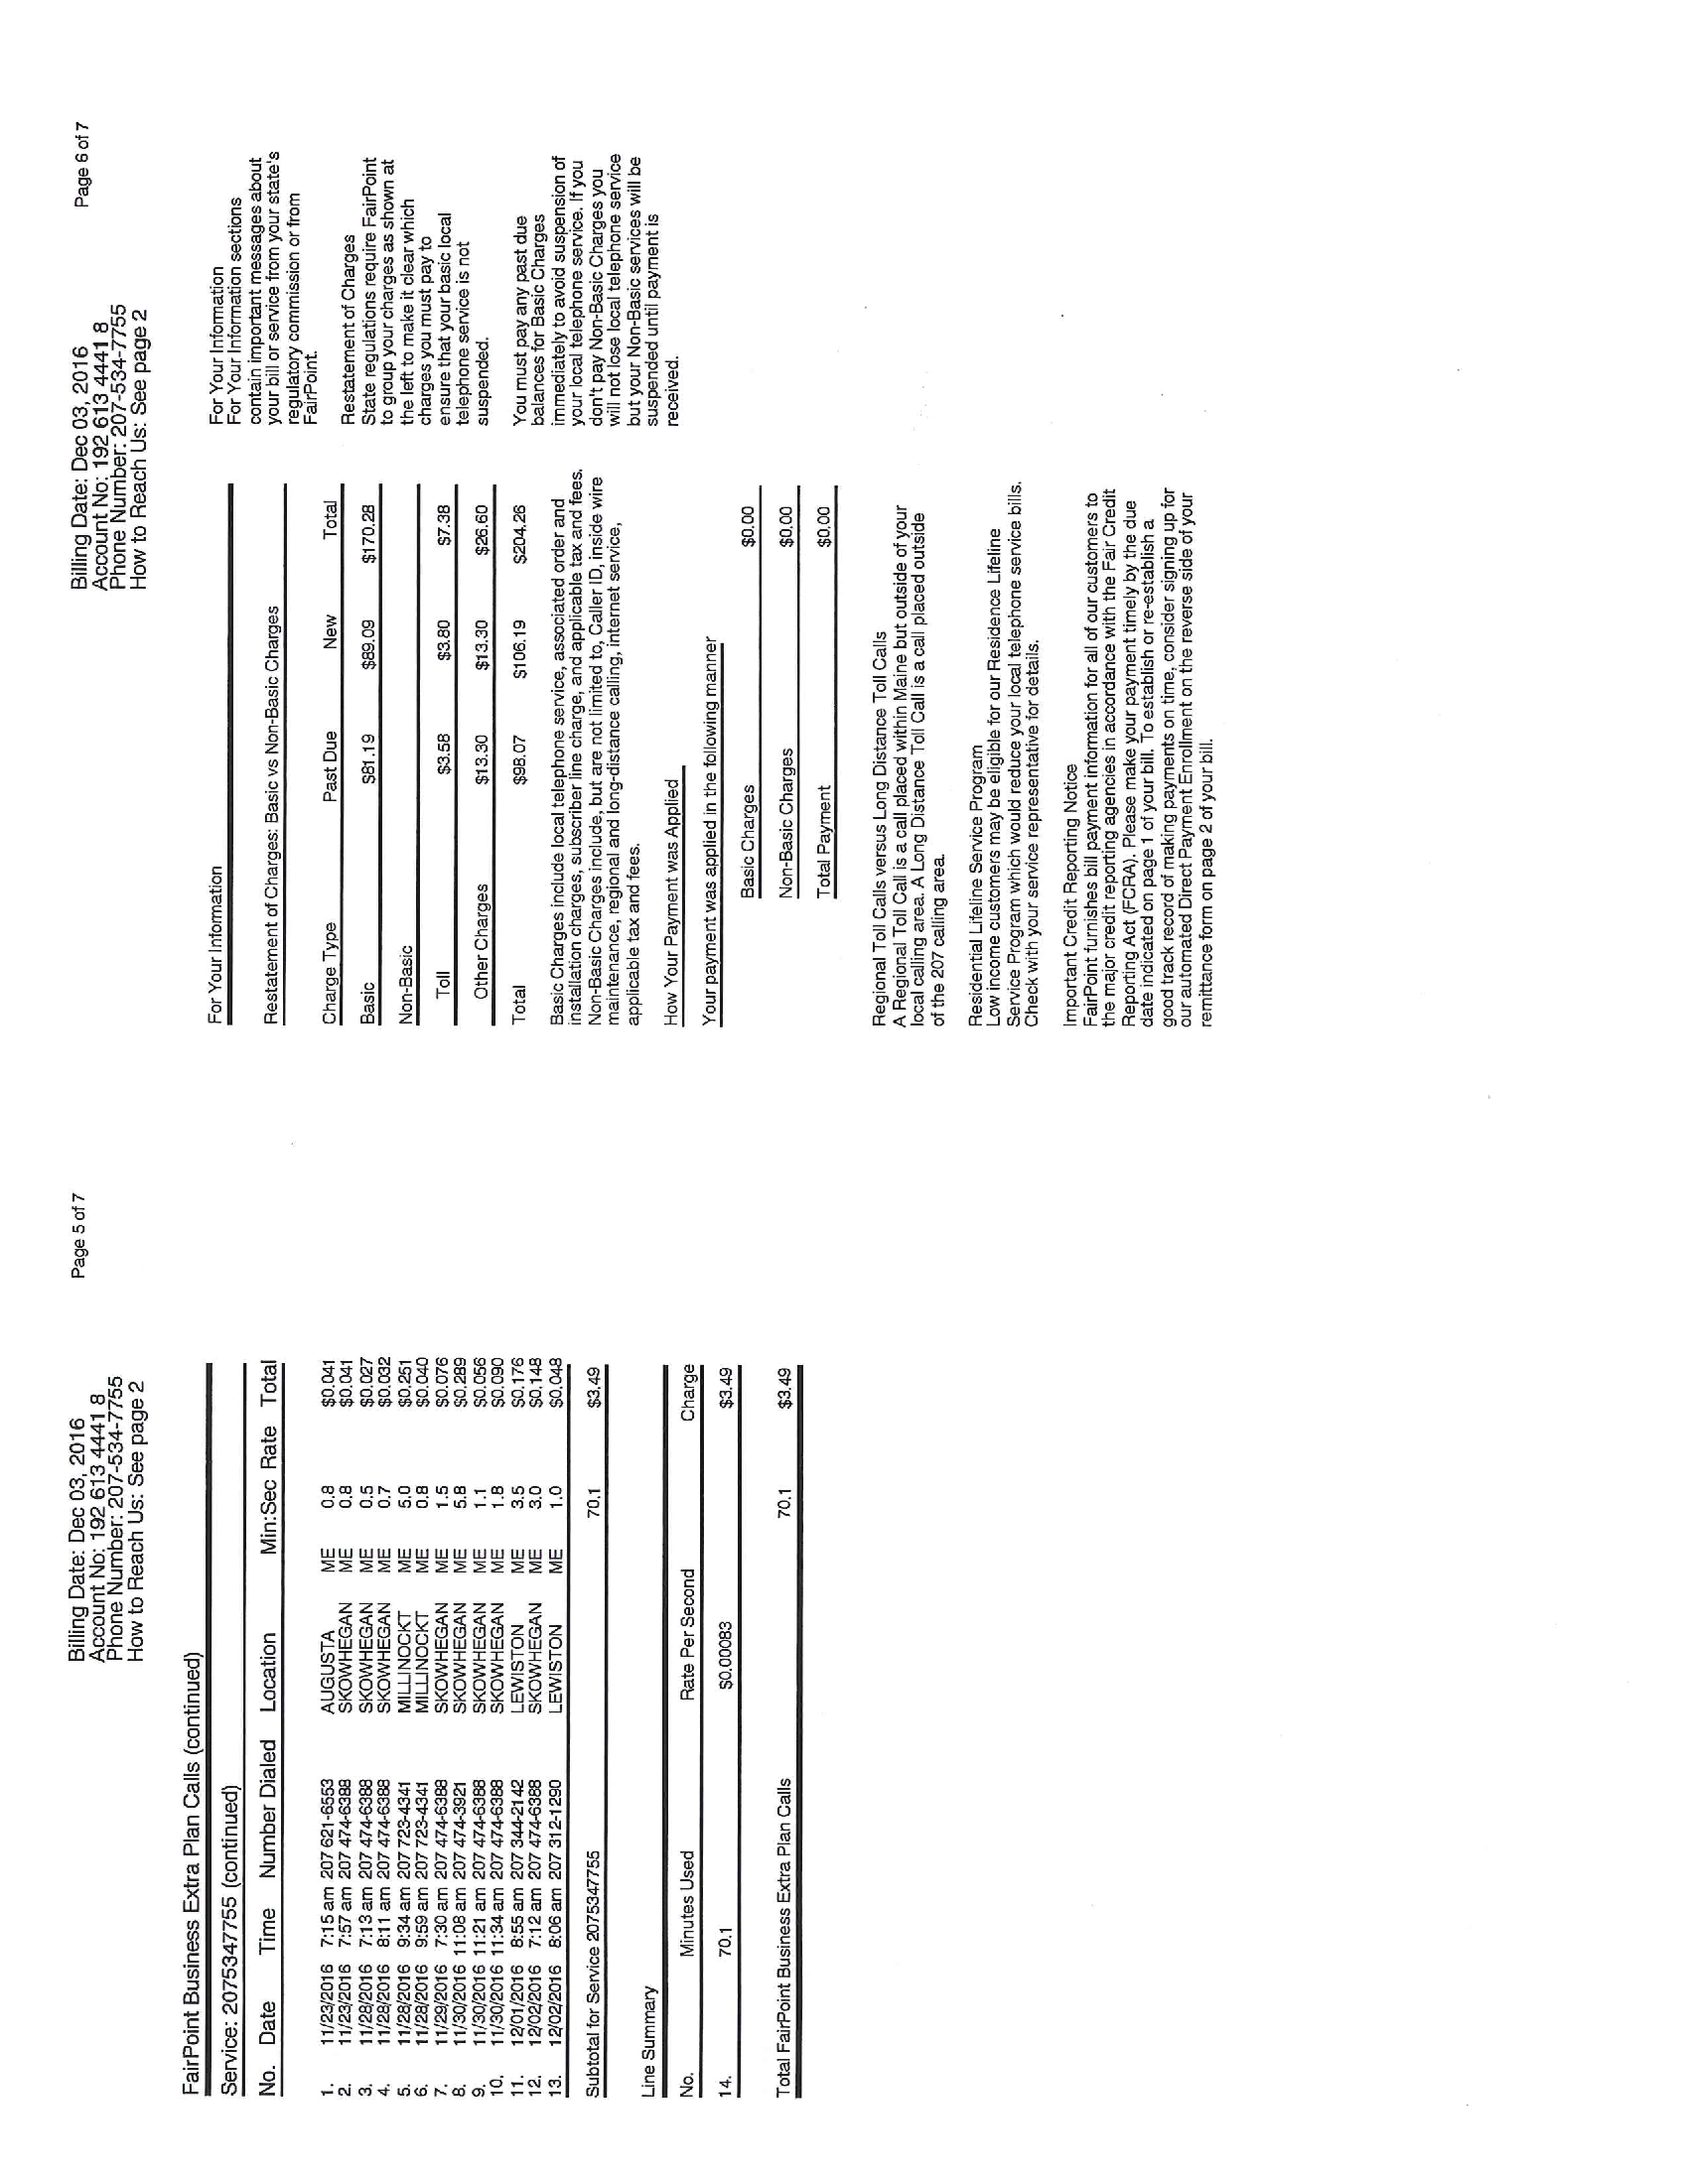 Billing Date: Dec 03, 2016 Page 5 of 7
Account No: 192 613 4441 8
Phone Number: 207-534-7755
How to Reach Us: See page 2
FairPoint Business Extra Plan Calls (continued)
Service: 2075347755 (continued)
No. Date Time Number Dialed Location Min:Sec Rate Total
1. 11/23/2016 7:15 am 207 621-6553 AUGUSTA ME 0.8 $0.041
2. 11/23/2016 7:57 am 207 474-6388 SKOWHEGAN ME 0.8 $0.041
3. 11/28/2016 7:13 am 207 474-6388 SKOWHEGAN ME 0.5 $0.027
4. 11/28/2016 8:11 am 207 474-6388 SKOWHEGAN ME 0.7 $0.032
5. 11/28/2016 9:34 am 207 723-4341 MILLINOCKT ME 5.0 $0.251
6. 11/28/2016 9:59 am 207 723-4341 MILLINOCKT ME 0.8 $0.040
7. 11/29/2016 7:30 am 207 474-6388 SKOWHEGAN ME 1.5 $0.076
8. 11/30/2016 11:08 am 207 474-3921 SKOWHEGAN ME 5.8 $0.289
9. 11/30/2016 11:21 am 207 474-6388 SKOWHEGAN ME 1.1 $0.056
10. 11/30/2016 11:34 am 207 474-6388 SKOWHEGAN ME 1.8 $0.090
11. 12/01/2016 8:55 am 207 344-2142 LEWISTON ME 3.5 $0.176
12. 12/02/2016 7:12 am 207 474-6388 SKOWHEGAN ME 3.0 $0.148
13. 12/02/2016 8:06 am 207 312-1290 LEWISTON ME 1.0 $0.048
Subtotal for Service 2075347755 70.1 $3.49
Line Summary
No. Minutes Used Rate Per Second Charge
14. 70.1 $0.00083 $3.49
Total FairPoint Business Extra Plan Calls 70.1 $3.49
Billing Date: Dec 03, 2016 Page 6 of 7
Account No: 192 613 4441 8
Phone Number: 207-534-7755
How to Reach Us: See page 2
For Your Information
Restatement of Charges: Basic vs Non-Basic Charges
Charge Type Past Due New Total
Basic $81.19 $89.09 $170.28
Non-Basic
Toll $3.58 $3.80 $7.38
Other Charges $13.30 $13.30 $26.60
Total $98.07 $106.19 $204.26
Basic Charges include local telephone service, associated order and
installation charges, subscriber line charge, and applicable tax and fees.
Non-Basic Charges include, but are not limited to, Caller ID, inside wire
maintenance, regional and long-distance calling, internet service,
applicable tax and fees.
How Your Payment was Applied
Your payment was applied in the following manner
Basic Charges $0.00
Non-Basic Charges $0.00
Total Payment $0.00
Regional Toll Calls versus Long Distance Toll Calls
A Regional Toll Call is a call placed within Maine but outside of your
local calling area. A Long Distance Toll Call is a call placed outside
of the 207 calling area.
Residential Lifeline Service Program
Low income customers may be eligible for our Residence Lifeline
Service Program which would reduce your local telephone service bills.
Check with your service representative for details.
Important Credit Reporting Notice
FairPoint furnishes bill payment information for all of our customers to
the major credit reporting agencies in accordance with the Fair Credit
Reporting Act (FCRA). Please make your payment timely by the due
date indicated on page 1 of your bill. To establish or re-establish a
good track record of making payments on time, consider signing up for
our automated Direct Payment Enrollment on the reverse side of your
remittance form on page 2 of your bill.
For Your Information
For Your Information sections
contain important messages about
your bill or service from your state's
regulatory commission or from
FairPoint.
Restatement of Charges
State regulations require FairPoint
to group your charges as shown at
the left to make it clear which
charges you must pay to
ensure that your basic local
telephone service is not
suspended.
You must pay any past due
balances for Basic Charges
immediately to avoid suspension of
your local telephone service. If you
don't pay Non-Basic Charges you
will not lose local telephone service
but your Non-Basic services will be
suspended until payment is
received.